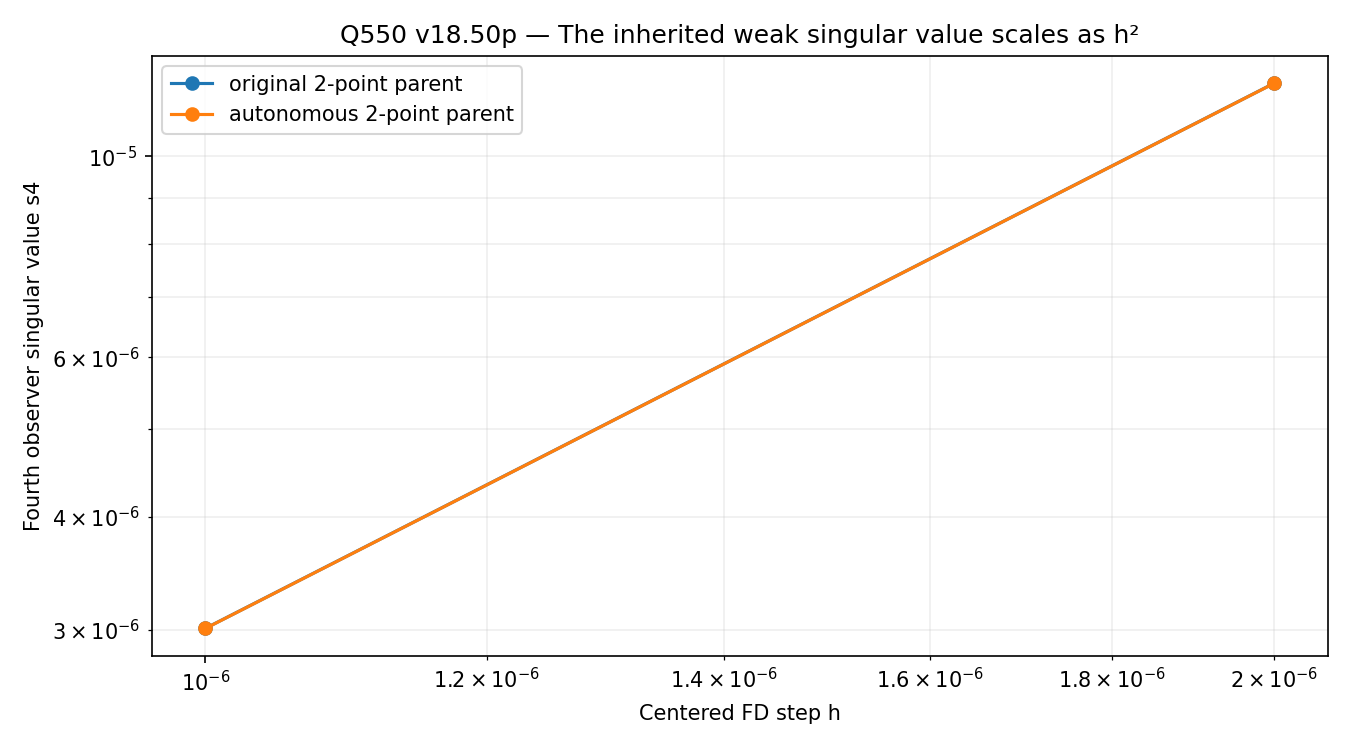 Q550 v18.50p — The inherited weak singular value scales as h²
original 2-point parent
autonomous 2-point parent
Fourth observer singular value s4
10⁻⁵
6 × 10⁻⁶
4 × 10⁻⁶
3 × 10⁻⁶
10⁻⁶
1.2 × 10⁻⁶
1.4 × 10⁻⁶
1.6 × 10⁻⁶
1.8 × 10⁻⁶
2 × 10⁻⁶
Centered FD step h